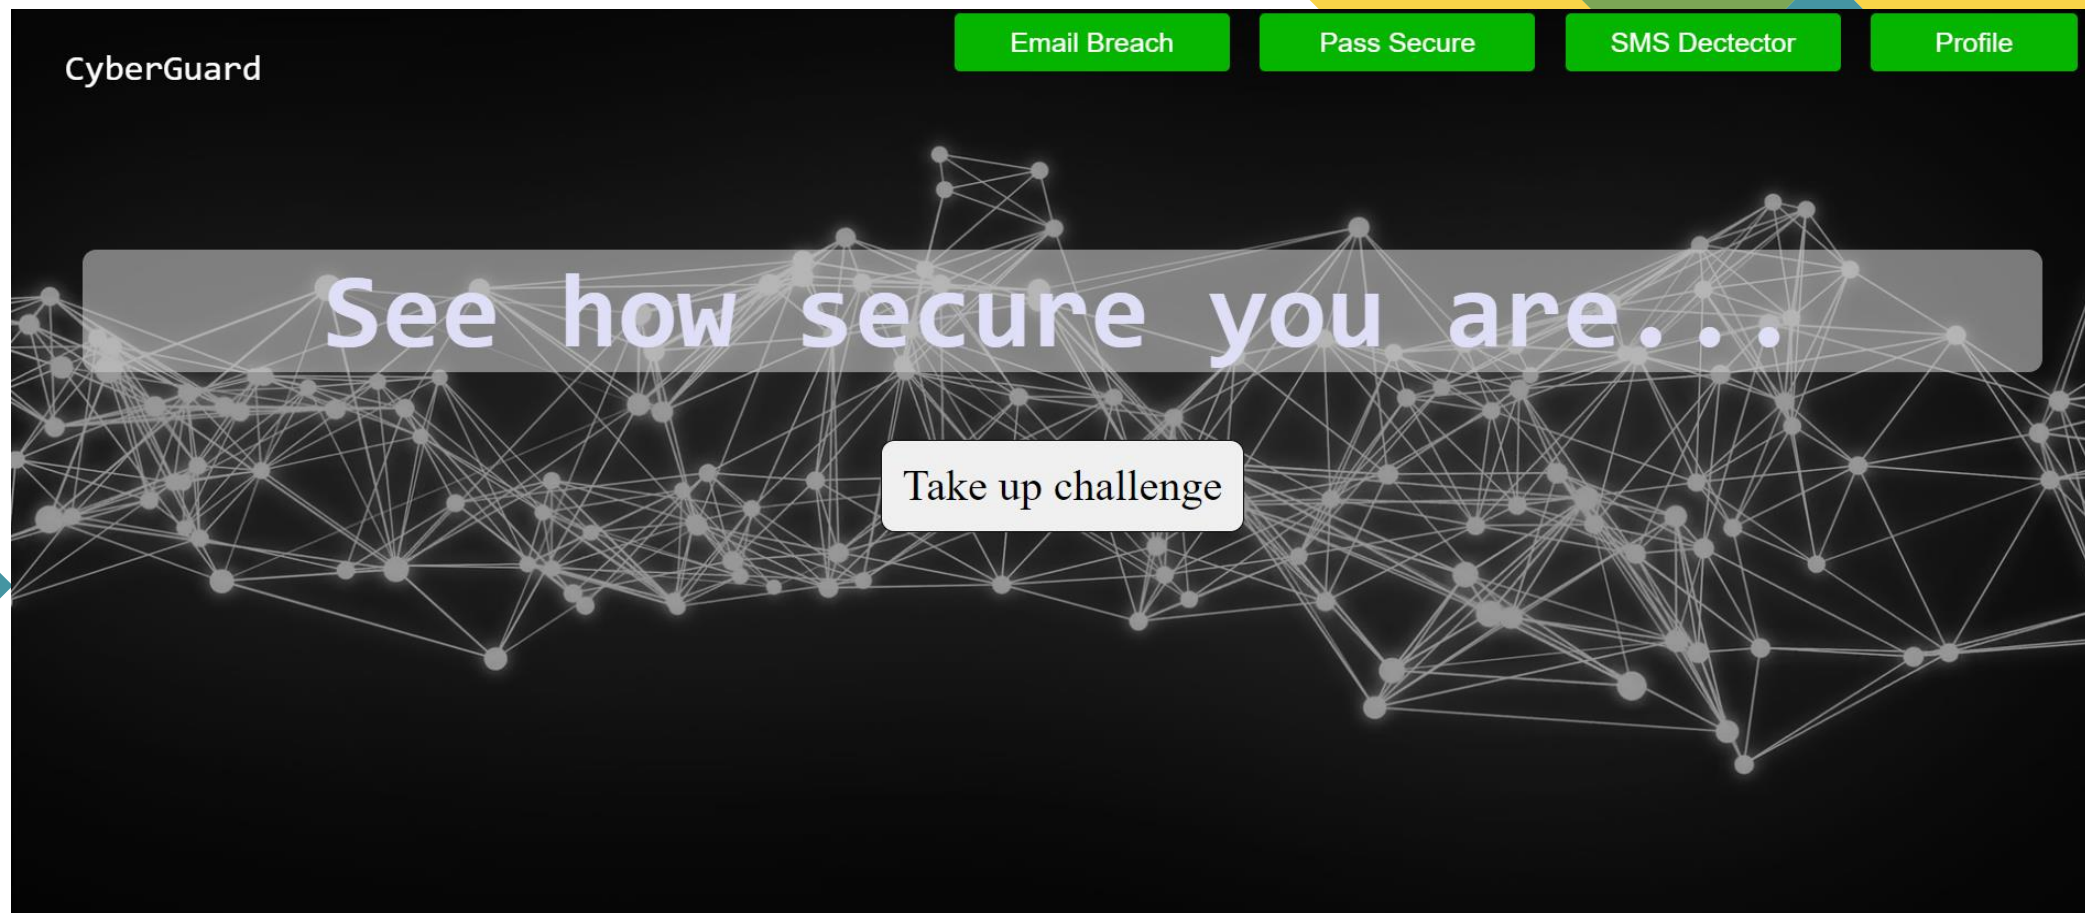 Email Breach
Pass Secure
SMS Dectector
Profile
CyberGuard
See how secure you are...
Take up challenge